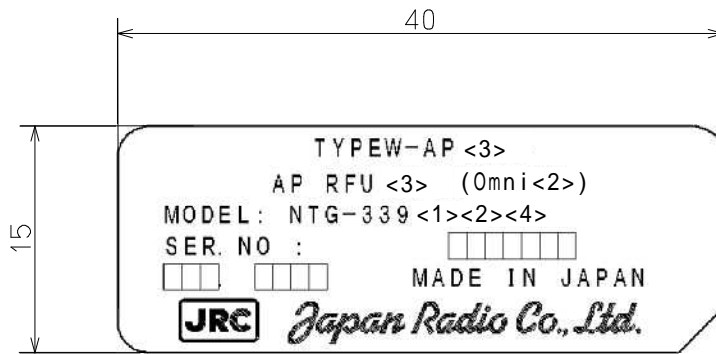 40
15
TYPEW-AP <3>
AP RFU <3> (Omni<2>)
MODEL: NTG-339<1><2><4>
SER. NO :
MADE IN JAPAN
JRC Japan Radio Co., Ltd.